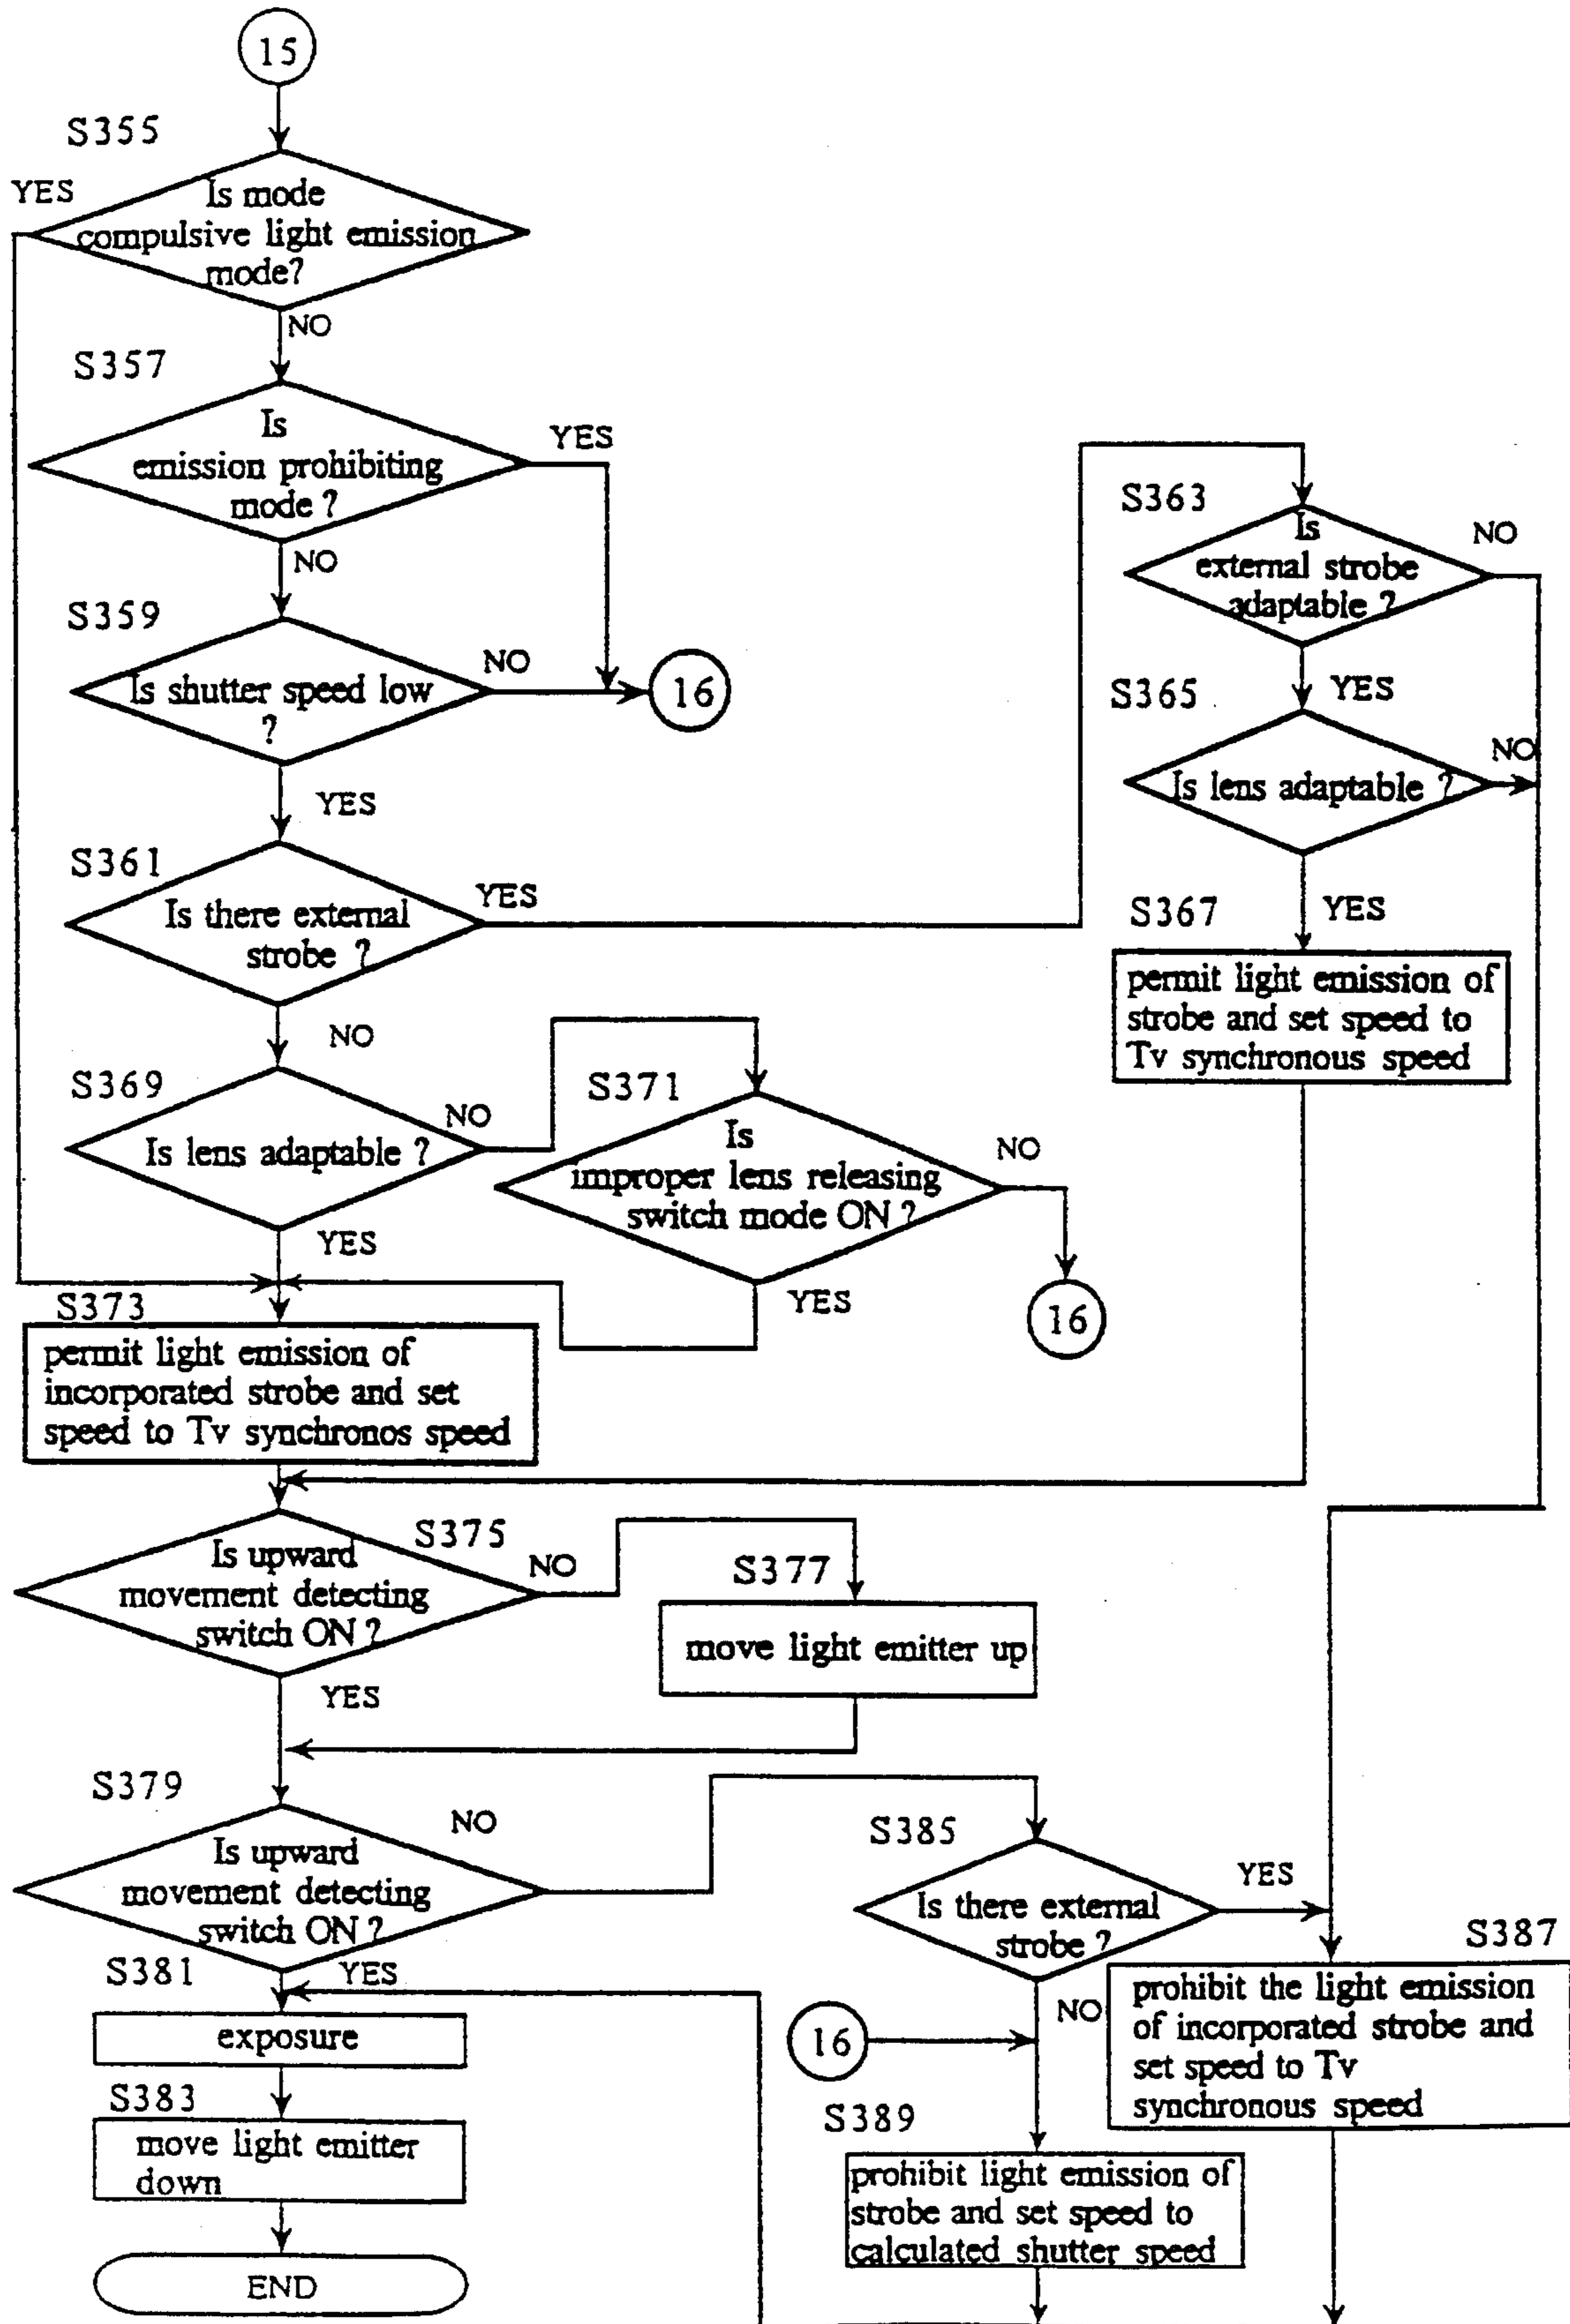 15
S355
YES
Is mode
compulsive light emission
mode?
NO
S357
Is
emission prohibiting
mode ?
YES
NO
S359
Is shutter speed low
?
NO
16
YES
S361
Is there external
strobe ?
YES
NO
S363
Is
external strobe
adaptable ?
NO
YES
S365
Is lens adaptable ?
NO
YES
S367
permit light emission of
strobe and set speed to
Tv synchronous speed
S369
Is lens adaptable ?
NO
YES
S371
Is
improper lens releasing
switch mode ON ?
NO
16
YES
S373
permit light emission of
incorporated strobe and set
speed to Tv synchronos speed
S375
Is upward
movement detecting
switch ON ?
NO
S377
move light emitter up
YES
S379
Is upward
movement detecting
switch ON ?
NO
YES
S381
exposure
S383
move light emitter
down
END
S385
Is there external
strobe ?
YES
NO
16
S387
prohibit the light emission
of incorporated strobe and
set speed to Tv
synchronous speed
S389
prohibit light emission of
strobe and set speed to
calculated shutter speed